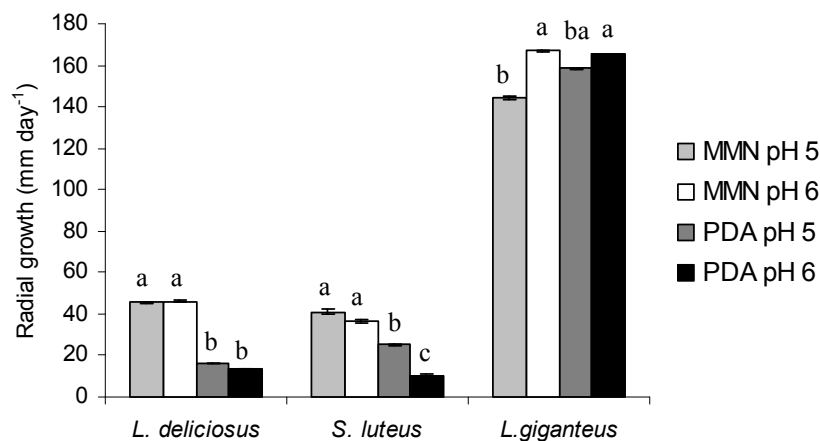 180
160
140
120
100
80
60
40
20
0
Radial growth (mm day⁻¹)
a a b b
a a b c
b a ba a
L. deliciosus S. luteus L.giganteus
MMN pH 5
MMN pH 6
PDA pH 5
PDA pH 6